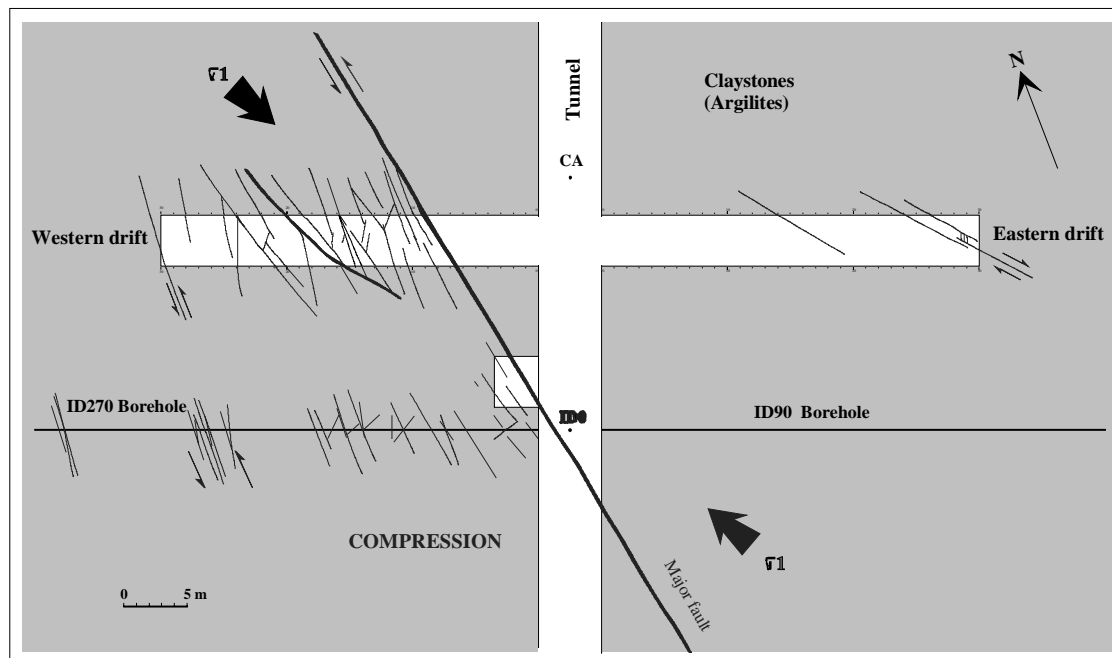 σ1
Tunnel
Claystones
(Argilites)
N
CA
Western drift
Eastern drift
ID270 Borehole
ID0
ID90 Borehole
COMPRESSION
σ1
Major fault
0 5 m